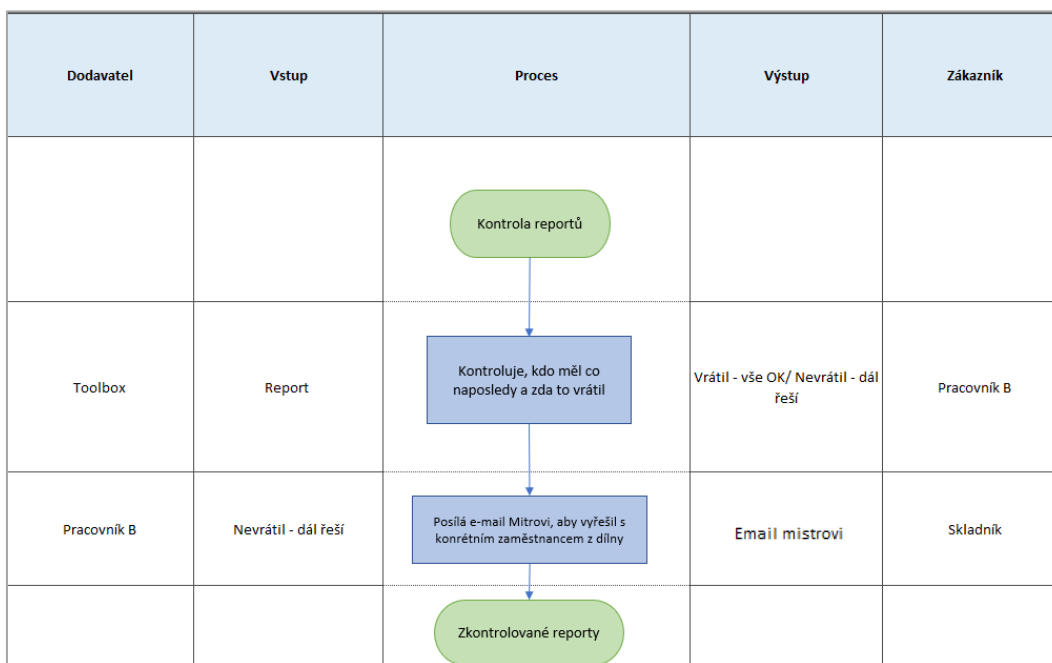 Dodavatel
Vstup
Proces
Výstup
Zákazník
Kontrola reportů
Toolbox
Report
Kontroluje, kdo měl co
naposledy a zda to vrátil
Vrátil - vše OK/ Nevrátil - dál
řeší
Pracovník B
Pracovník B
Nevrátil - dál řeší
Posílá e-mail Mitrovi, aby vyřešil s
konrétním zaměstnancem z dílny
Email mistrovi
Skladník
Zkontrolované reporty